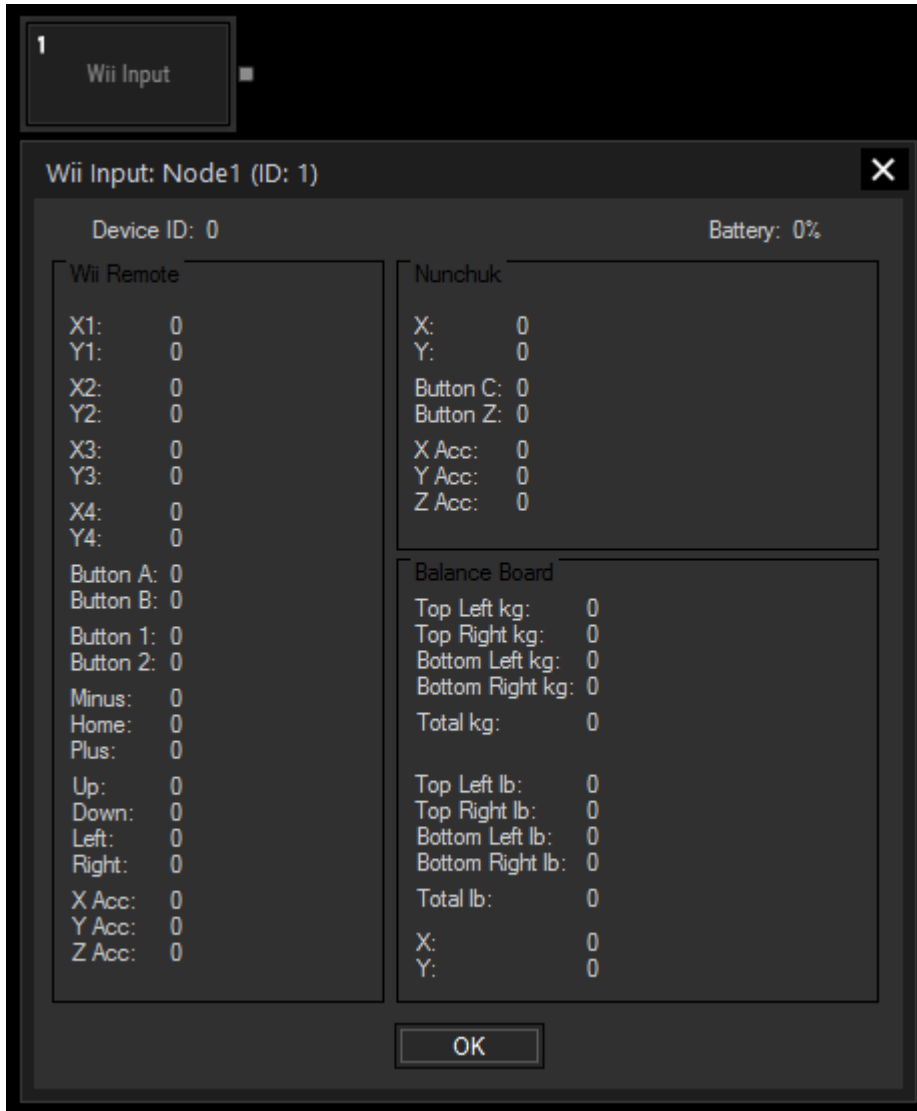 1
Wii Input
Wii Input: Node1 (ID: 1)
Device ID: 0
Battery: 0%
Wii Remote
X1: 0
Y1: 0
X2: 0
Y2: 0
X3: 0
Y3: 0
X4: 0
Y4: 0
Button A: 0
Button B: 0
Button 1: 0
Button 2: 0
Minus: 0
Home: 0
Plus: 0
Up: 0
Down: 0
Left: 0
Right: 0
X Acc: 0
Y Acc: 0
Z Acc: 0
Nunchuk
X: 0
Y: 0
Button C: 0
Button Z: 0
X Acc: 0
Y Acc: 0
Z Acc: 0
Balance Board
Top Left kg: 0
Top Right kg: 0
Bottom Left kg: 0
Bottom Right kg: 0
Total kg: 0
Top Left lb: 0
Top Right lb: 0
Bottom Left lb: 0
Bottom Right lb: 0
Total lb: 0
X: 0
Y: 0
OK